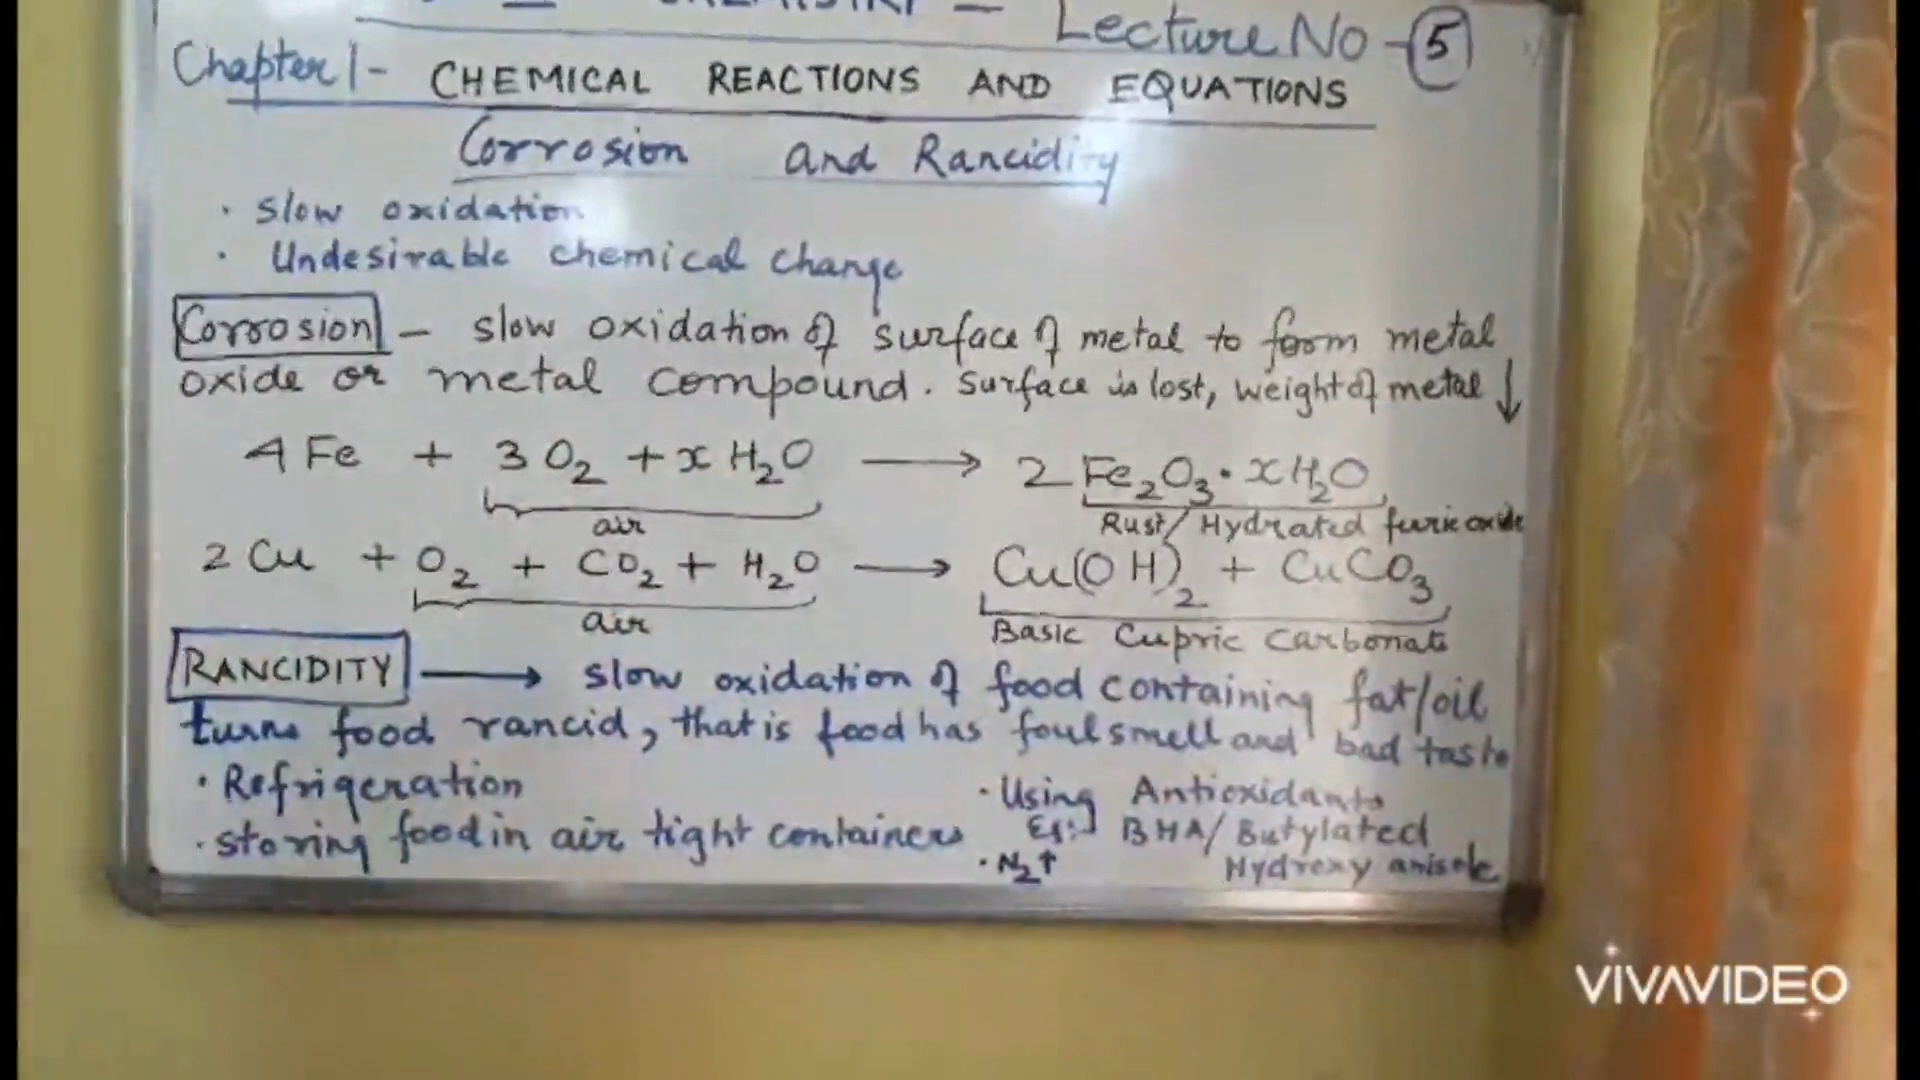 CHEMISTRY — Lecture No - 5
Chapter 1 - CHEMICAL REACTIONS AND EQUATIONS
Corrosion and Rancidity
· Slow oxidation
· Undesirable chemical change
Corrosion — slow oxidation of surface of metal to form metal
oxide or metal compound. Surface is lost, weight of metal ↓
4 Fe + 3 O₂ + x H₂O ⟶ 2 Fe₂O₃ · xH₂O
air
Rust/Hydrated ferric oxide
2 Cu + O₂ + CO₂ + H₂O ⟶ Cu(OH)₂ + CuCO₃
air
Basic Cupric Carbonate
RANCIDITY ⟶ slow oxidation of food containing fat/oil
turns food rancid, that is food has foul smell and bad taste
· Refrigeration
· storing food in air tight containers
· Using Antioxidants
Eg:- BHA/Butylated
Hydroxy anisole
· N₂↑
VIVAVIDEO